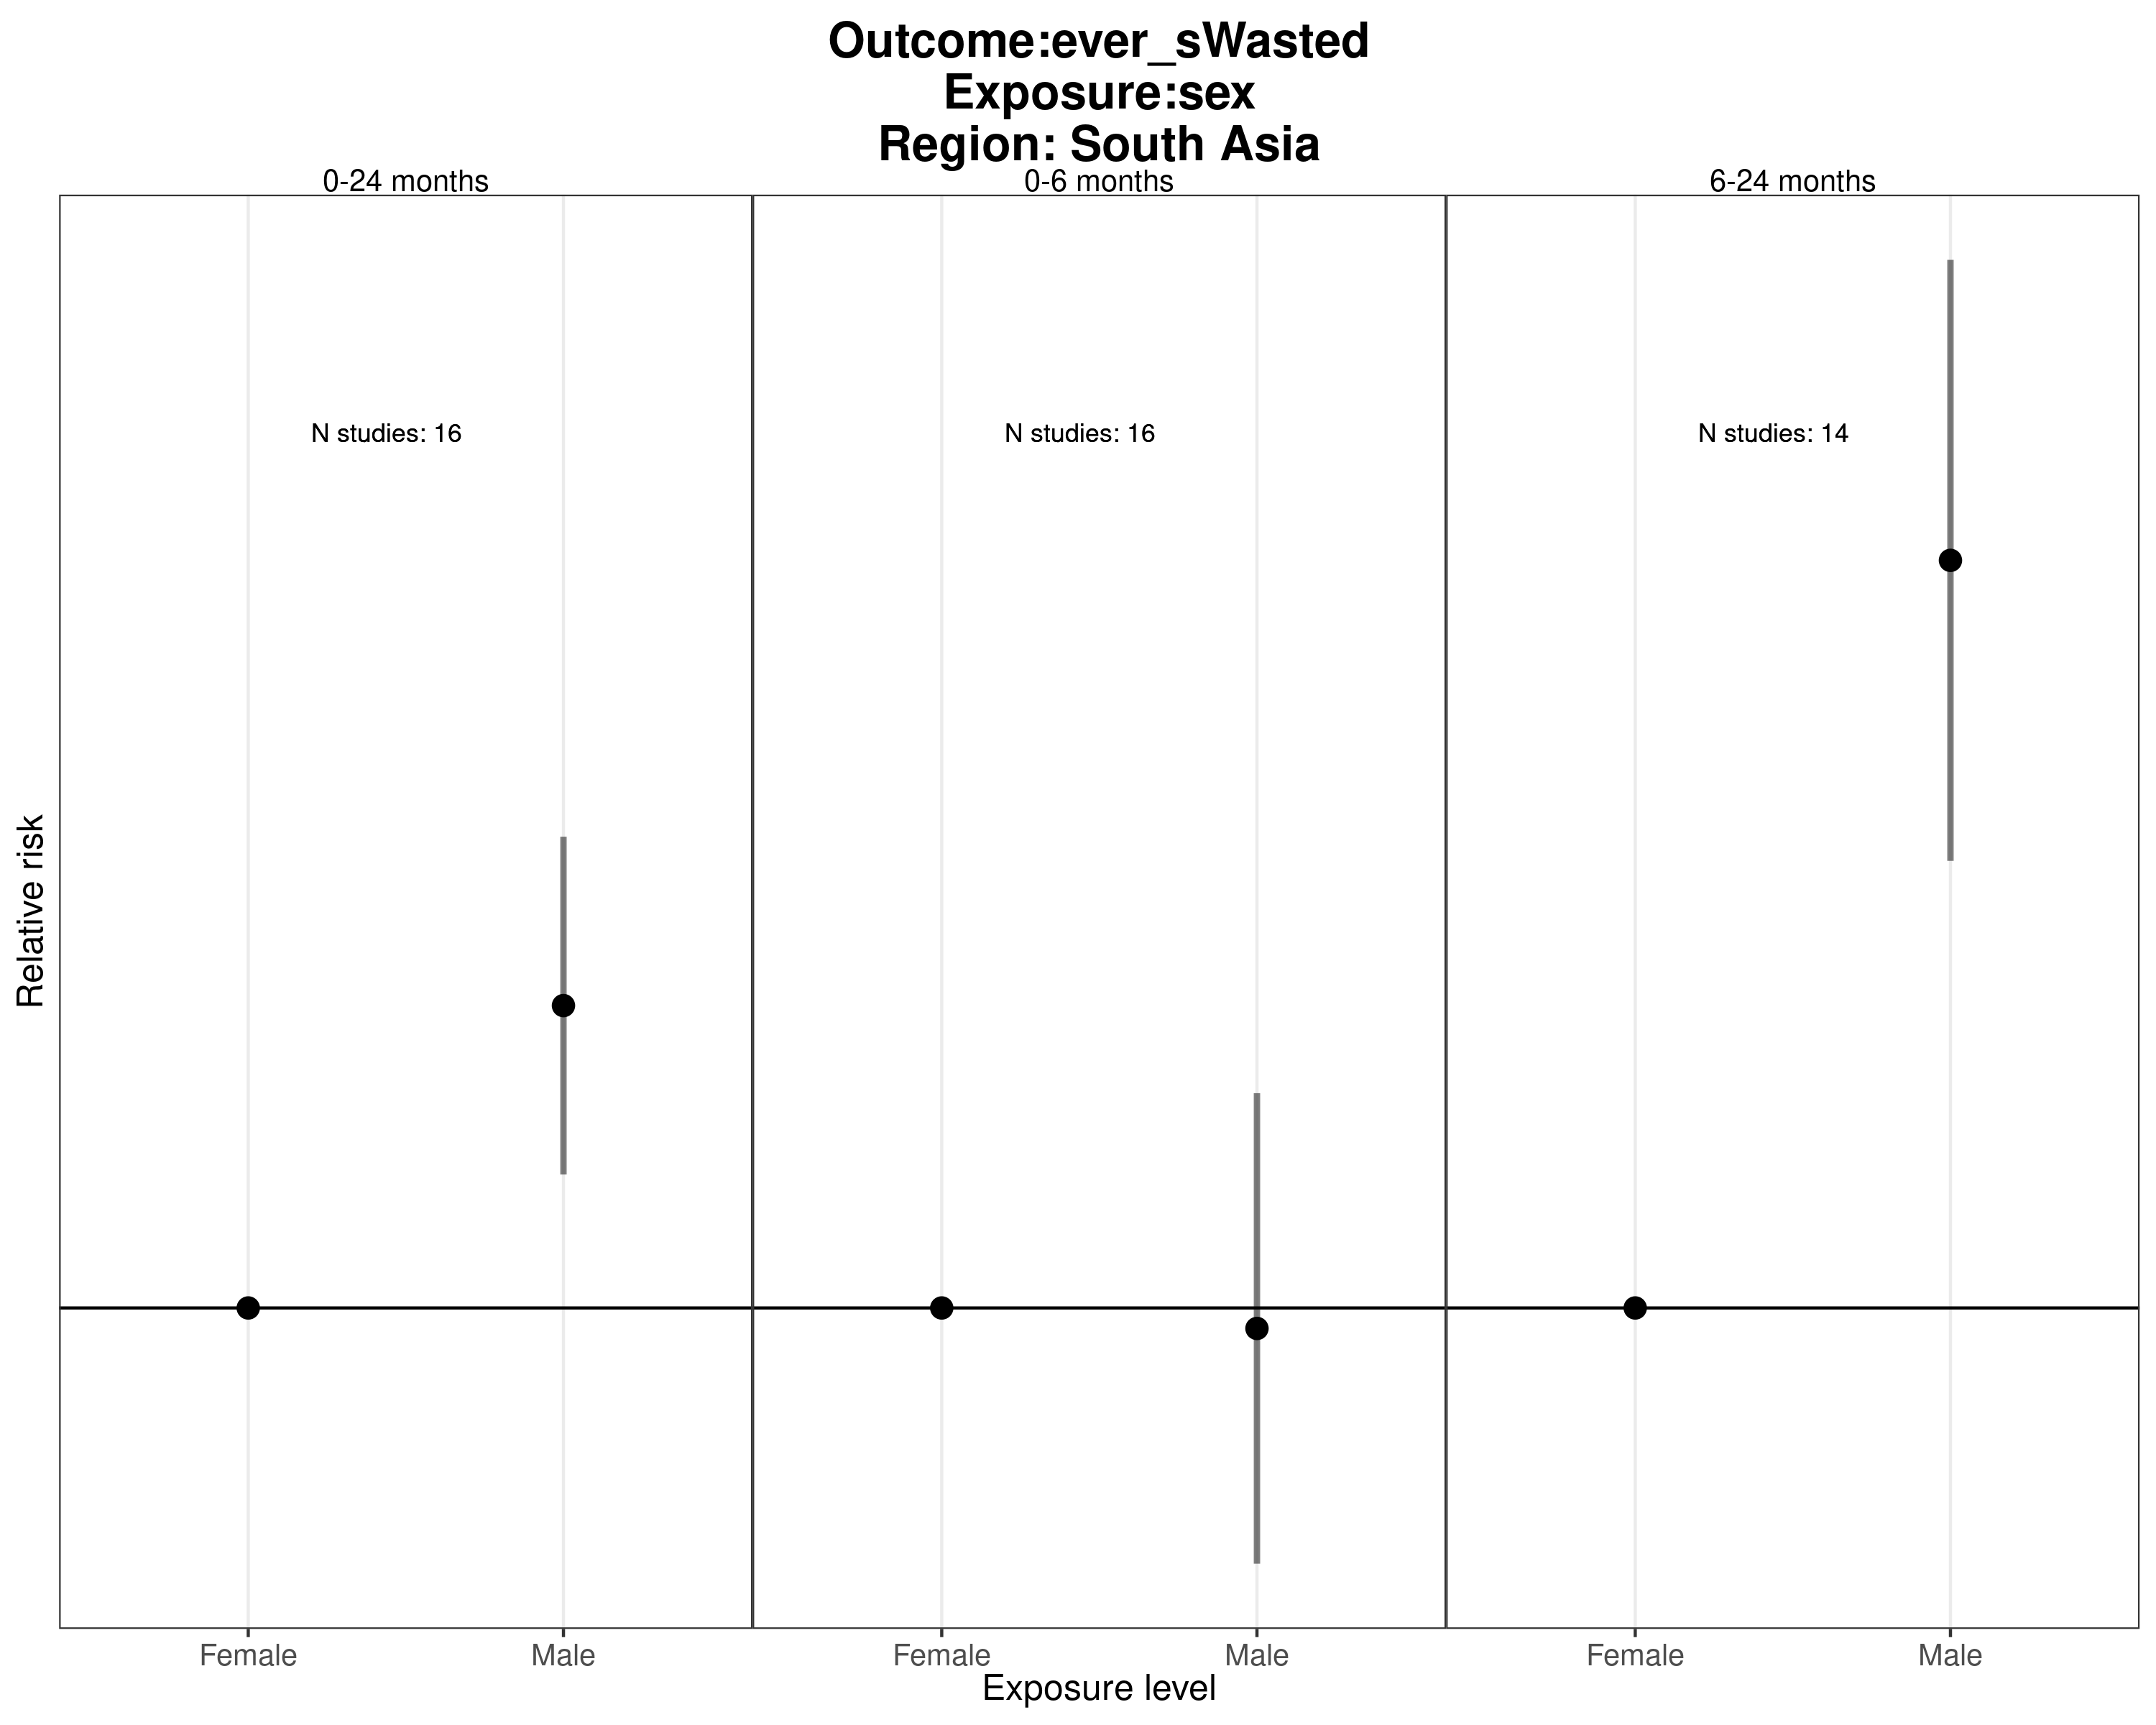 Outcome:ever_sWasted
Exposure:sex
Region: South Asia
0-24 months
0-6 months
6-24 months
N studies: 16
N studies: 16
N studies: 14
Relative risk
Female
Male
Female
Male
Female
Male
Exposure level